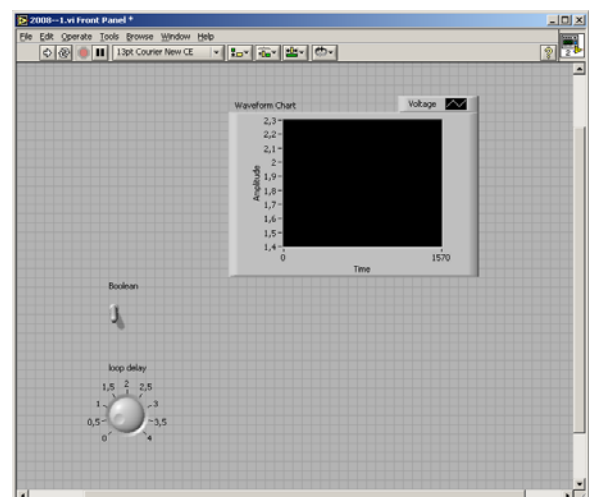 2008--1.vi Front Panel *
File Edit Operate Tools Browse Window Help
13pt Courier New CE
2
Waveform Chart
Voltage
2,3
2,2
2,1
2
1,9
1,8
1,7
1,6
1,5
1,4
Amplitude
0 1570
Time
Boolean
loop delay
1,5 2 2,5
1 3
0,5 3,5
0 4